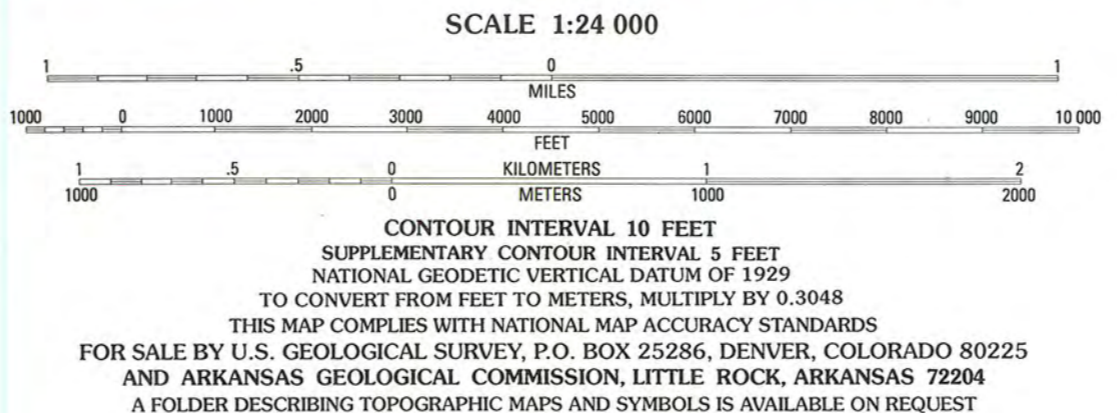 SCALE 1:24 000
1 .5 0 1
MILES
1000 0 1000 2000 3000 4000 5000 6000 7000 8000 9000 10 000
FEET
1 .5 0 KILOMETERS 1 2
1000 0 METERS 1000 2000
CONTOUR INTERVAL 10 FEET
SUPPLEMENTARY CONTOUR INTERVAL 5 FEET
NATIONAL GEODETIC VERTICAL DATUM OF 1929
TO CONVERT FROM FEET TO METERS, MULTIPLY BY 0.3048
THIS MAP COMPLIES WITH NATIONAL MAP ACCURACY STANDARDS
FOR SALE BY U.S. GEOLOGICAL SURVEY, P.O. BOX 25286, DENVER, COLORADO 80225
AND ARKANSAS GEOLOGICAL COMMISSION, LITTLE ROCK, ARKANSAS 72204
A FOLDER DESCRIBING TOPOGRAPHIC MAPS AND SYMBOLS IS AVAILABLE ON REQUEST